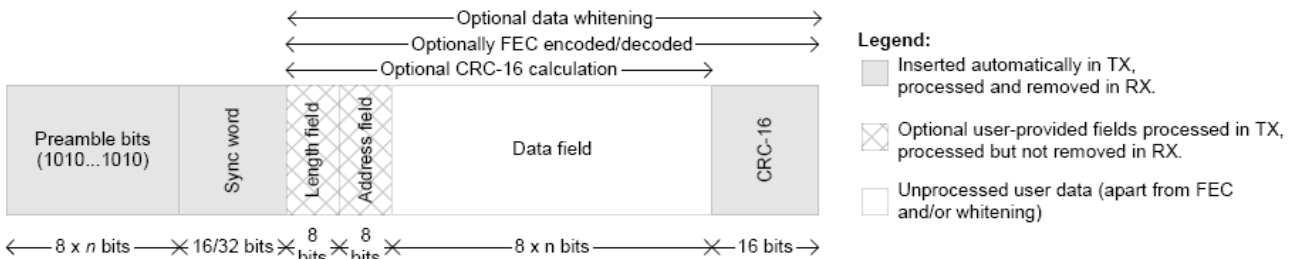 Optional data whitening
Optionally FEC encoded/decoded
Optional CRC-16 calculation
Preamble bits
(1010...1010)
Sync word
Length field
Address field
Data field
CRC-16
8 x n bits
16/32 bits
8
bits
8
bits
8 x n bits
16 bits
Legend:
Inserted automatically in TX,
processed and removed in RX.
Optional user-provided fields processed in TX,
processed but not removed in RX.
Unprocessed user data (apart from FEC
and/or whitening)